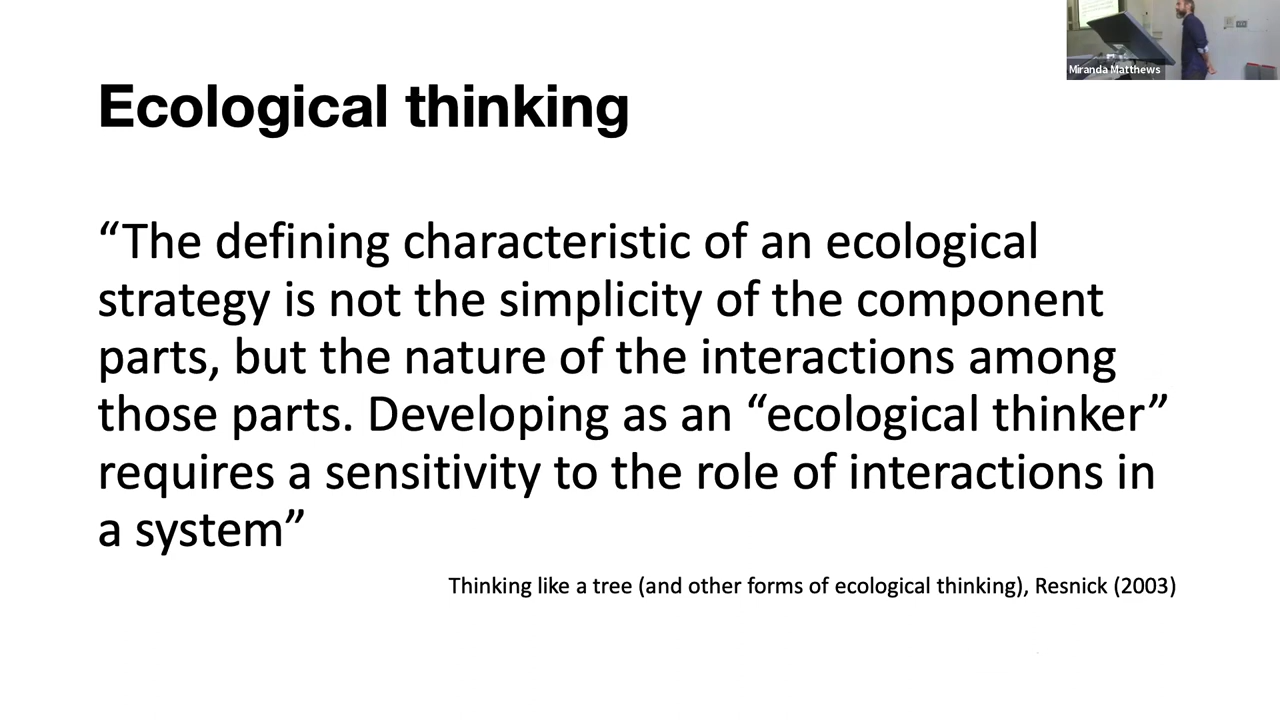 Miranda Matthews
Ecological thinking
“The defining characteristic of an ecological
strategy is not the simplicity of the component
parts, but the nature of the interactions among
those parts. Developing as an “ecological thinker”
requires a sensitivity to the role of interactions in
a system”
Thinking like a tree (and other forms of ecological thinking), Resnick (2003)